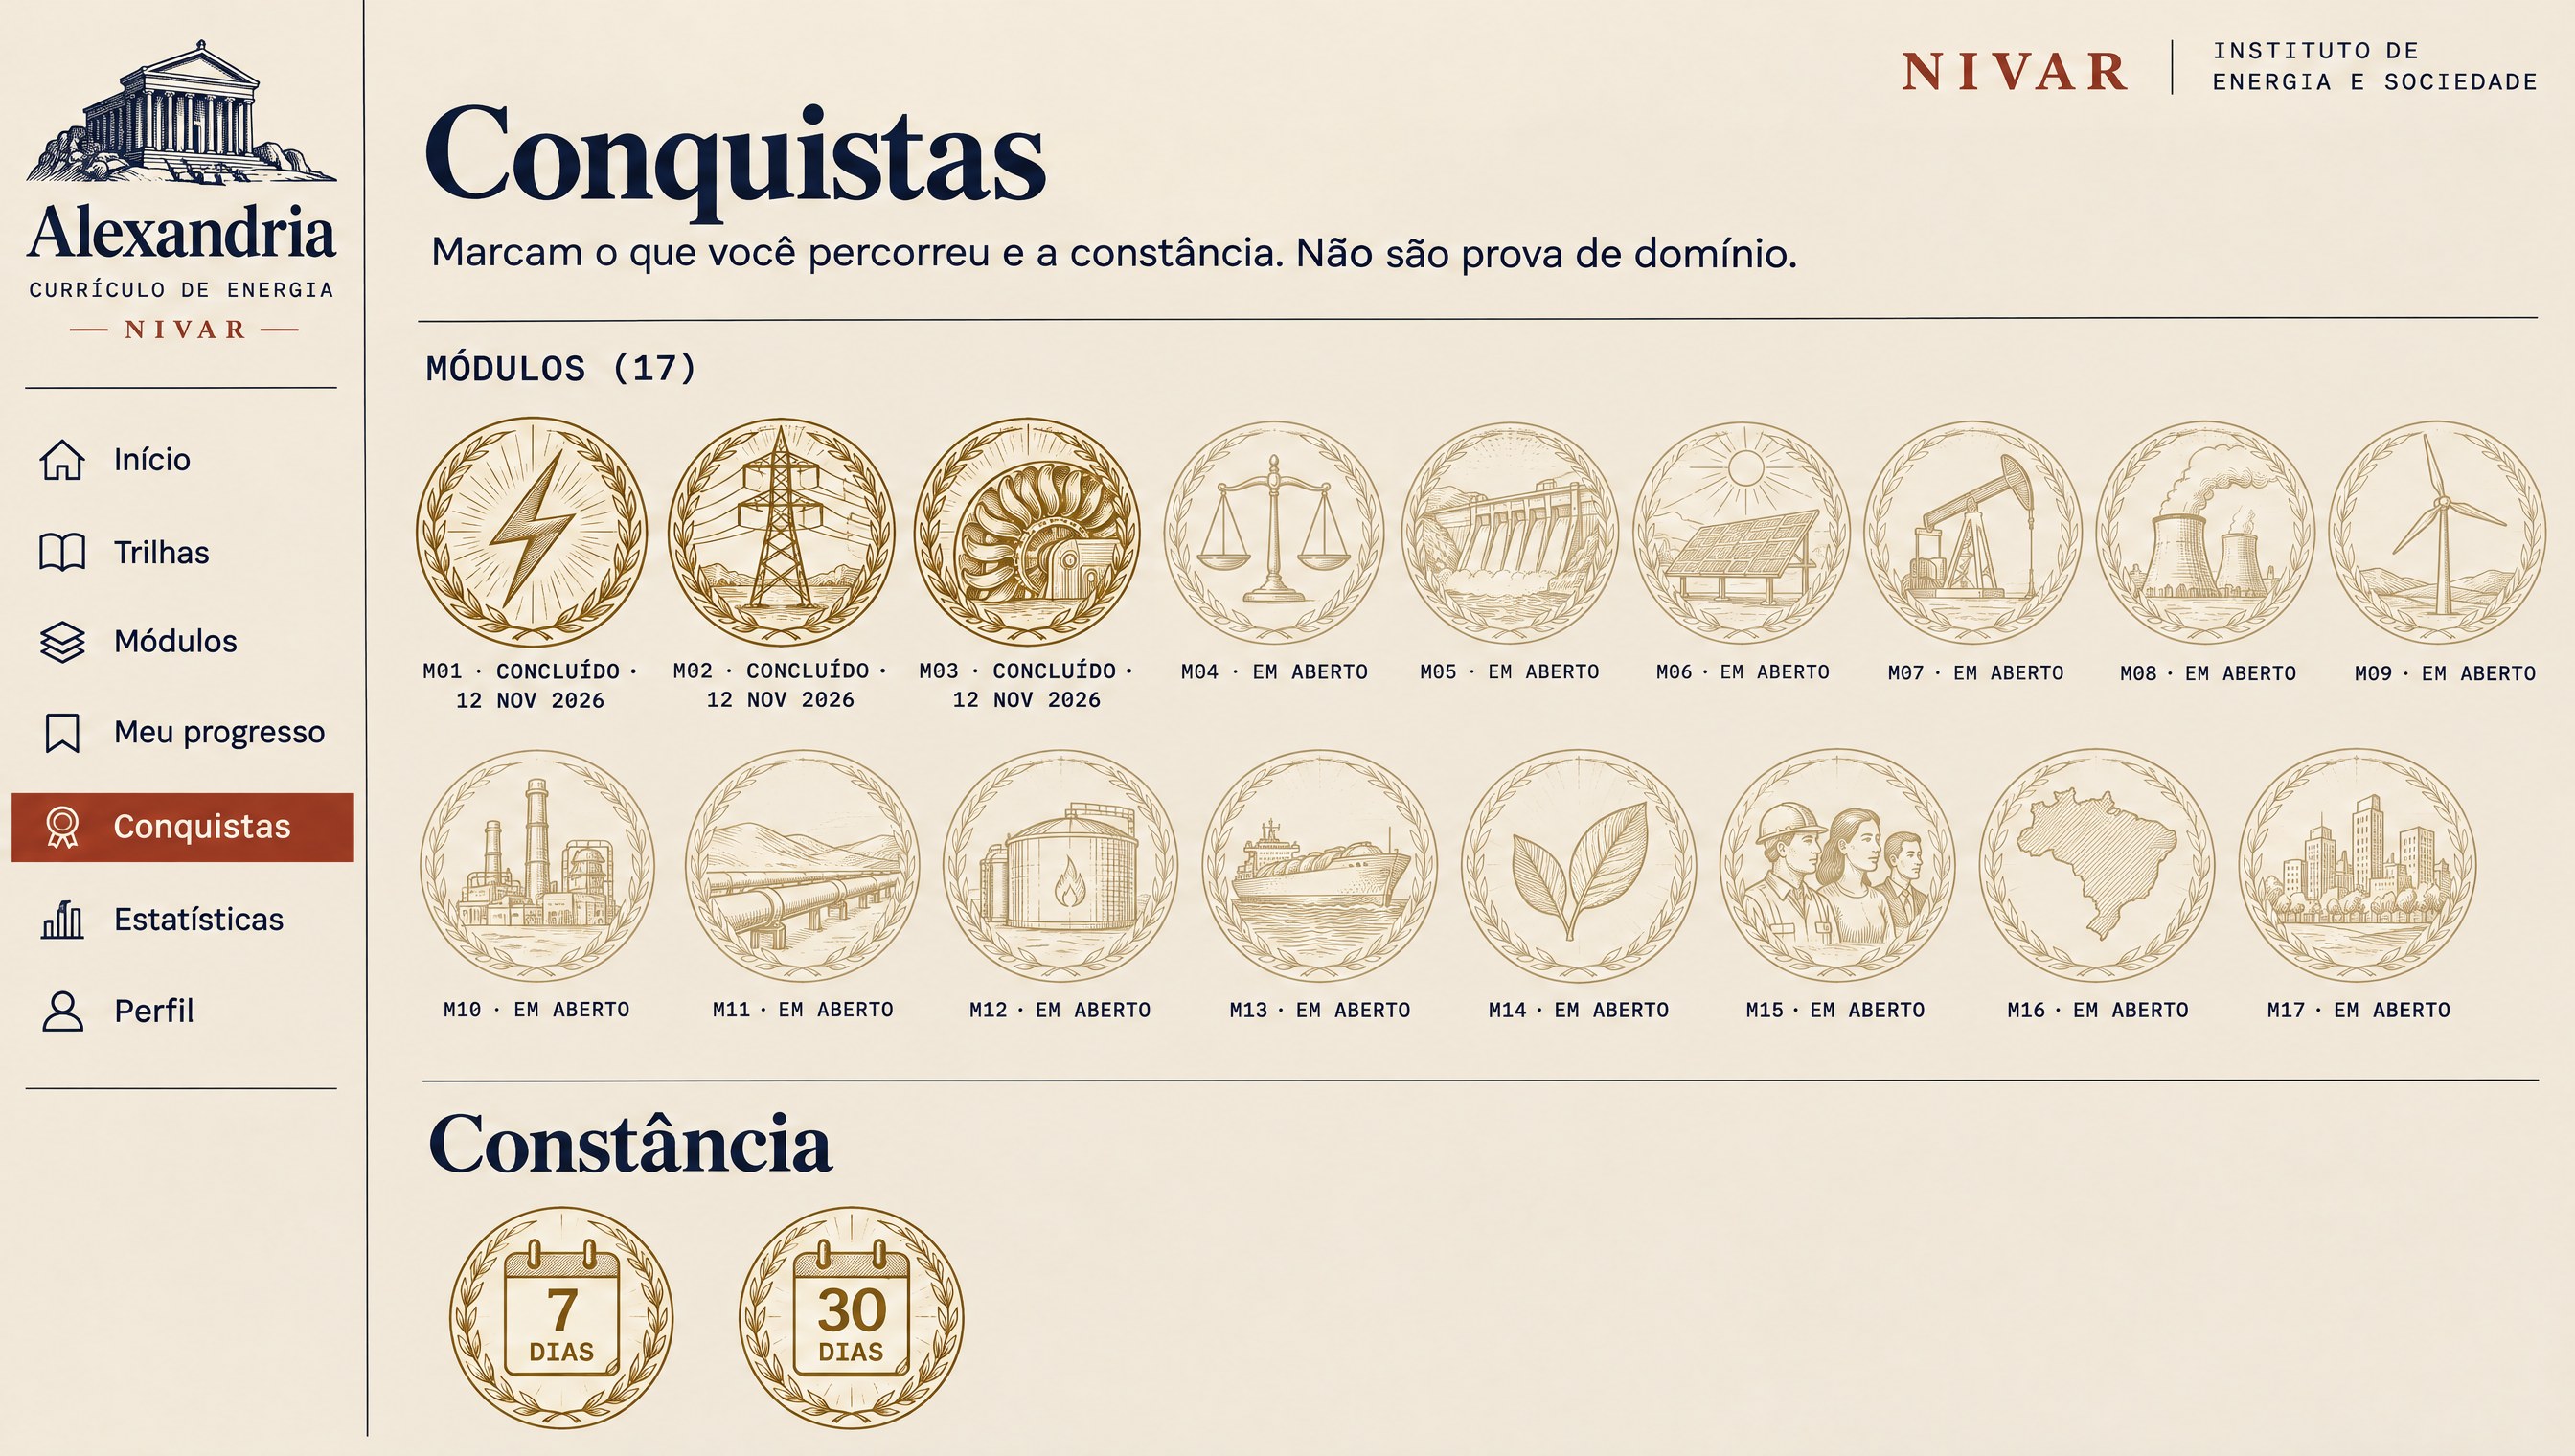 Alexandria
CURRÍCULO DE ENERGIA
NIVAR
Início
Trilhas
Módulos
Meu progresso
Conquistas
Estatísticas
Perfil
NIVAR
INSTITUTO DE
ENERGIA E SOCIEDADE
Conquistas
Marcam o que você percorreu e a constância. Não são prova de domínio.
MÓDULOS (17)
M01 · CONCLUÍDO ·
12 NOV 2026
M02 · CONCLUÍDO ·
12 NOV 2026
M03 · CONCLUÍDO ·
12 NOV 2026
M04 · EM ABERTO
M05 · EM ABERTO
M06 · EM ABERTO
M07 · EM ABERTO
M08 · EM ABERTO
M09 · EM ABERTO
M10 · EM ABERTO
M11 · EM ABERTO
M12 · EM ABERTO
M13 · EM ABERTO
M14 · EM ABERTO
M15 · EM ABERTO
M16 · EM ABERTO
M17 · EM ABERTO
Constância
7
DIAS
30
DIAS